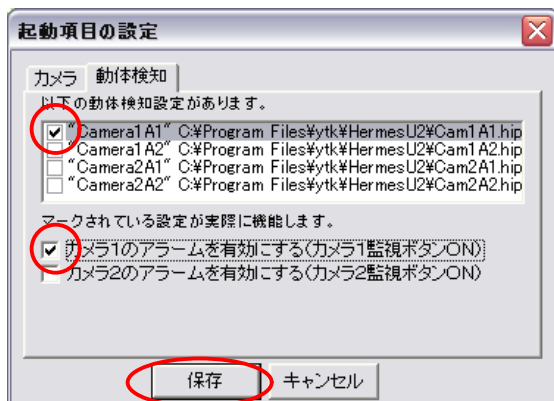 起動項目の設定
カメラ 動体検知
以下の動体検知設定があります。
"Camera1A1" C:¥Program Files¥ytk¥HermesU2¥Cam1A1.hip
"Camera1A2" C:¥Program Files¥ytk¥HermesU2¥Cam1A2.hip
"Camera2A1" C:¥Program Files¥ytk¥HermesU2¥Cam2A1.hip
"Camera2A2" C:¥Program Files¥ytk¥HermesU2¥Cam2A2.hip
マークされている設定が実際に機能します。
カメラ1のアラームを有効にする(カメラ1監視ボタンON)
カメラ2のアラームを有効にする(カメラ2監視ボタンON)
保存 キャンセル